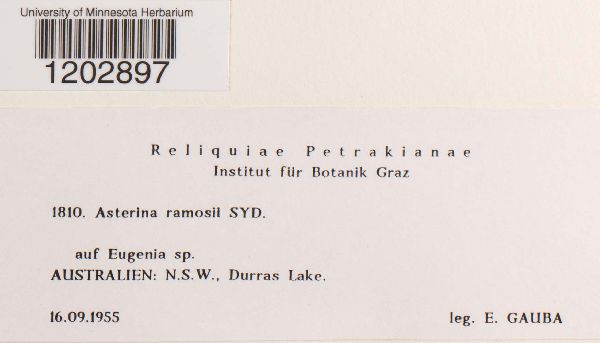 University of Minnesota Herbarium
1202897
Reliquiae Petrakianae
Institut für Botanik Graz
1810. Asterina ramosii SYD.
auf Eugenia sp.
AUSTRALIEN: N.S.W., Durras Lake.
16.09.1955 leg. E. GAUBA